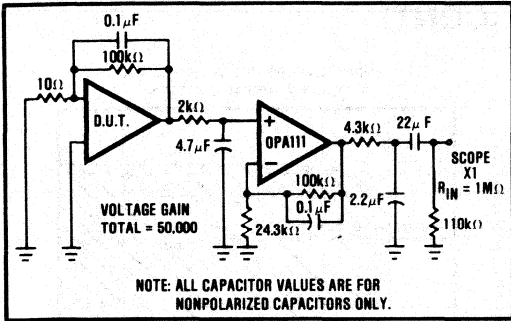 0.1μF
100kΩ
10Ω
D.U.T.
2kΩ
4.7μF
+
−
OPA111
4.3kΩ
22μF
SCOPE
X1
RIN = 1MΩ
100kΩ
0.1μF
2.2μF
110kΩ
24.3kΩ
VOLTAGE GAIN
TOTAL = 50,000
NOTE: ALL CAPACITOR VALUES ARE FOR
NONPOLARIZED CAPACITORS ONLY.